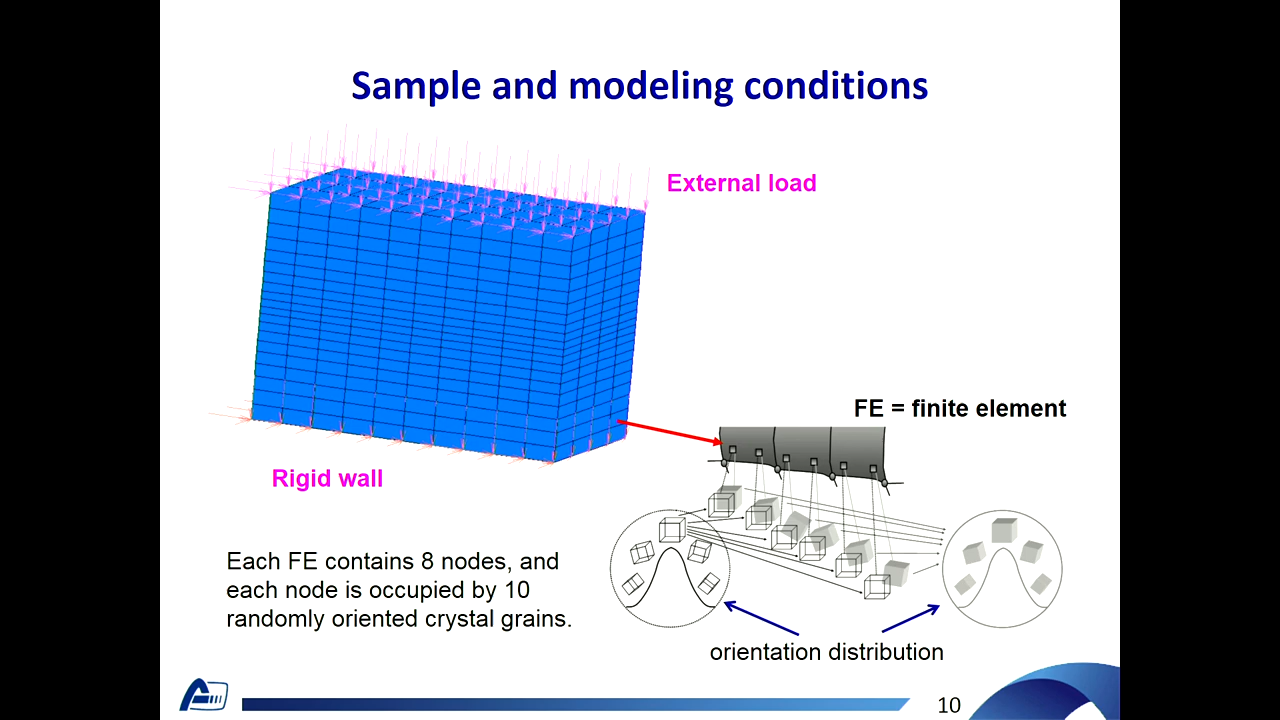 Sample and modeling conditions
External load
FE = finite element
Rigid wall
Each FE contains 8 nodes, and
each node is occupied by 10
randomly oriented crystal grains.
orientation distribution
10